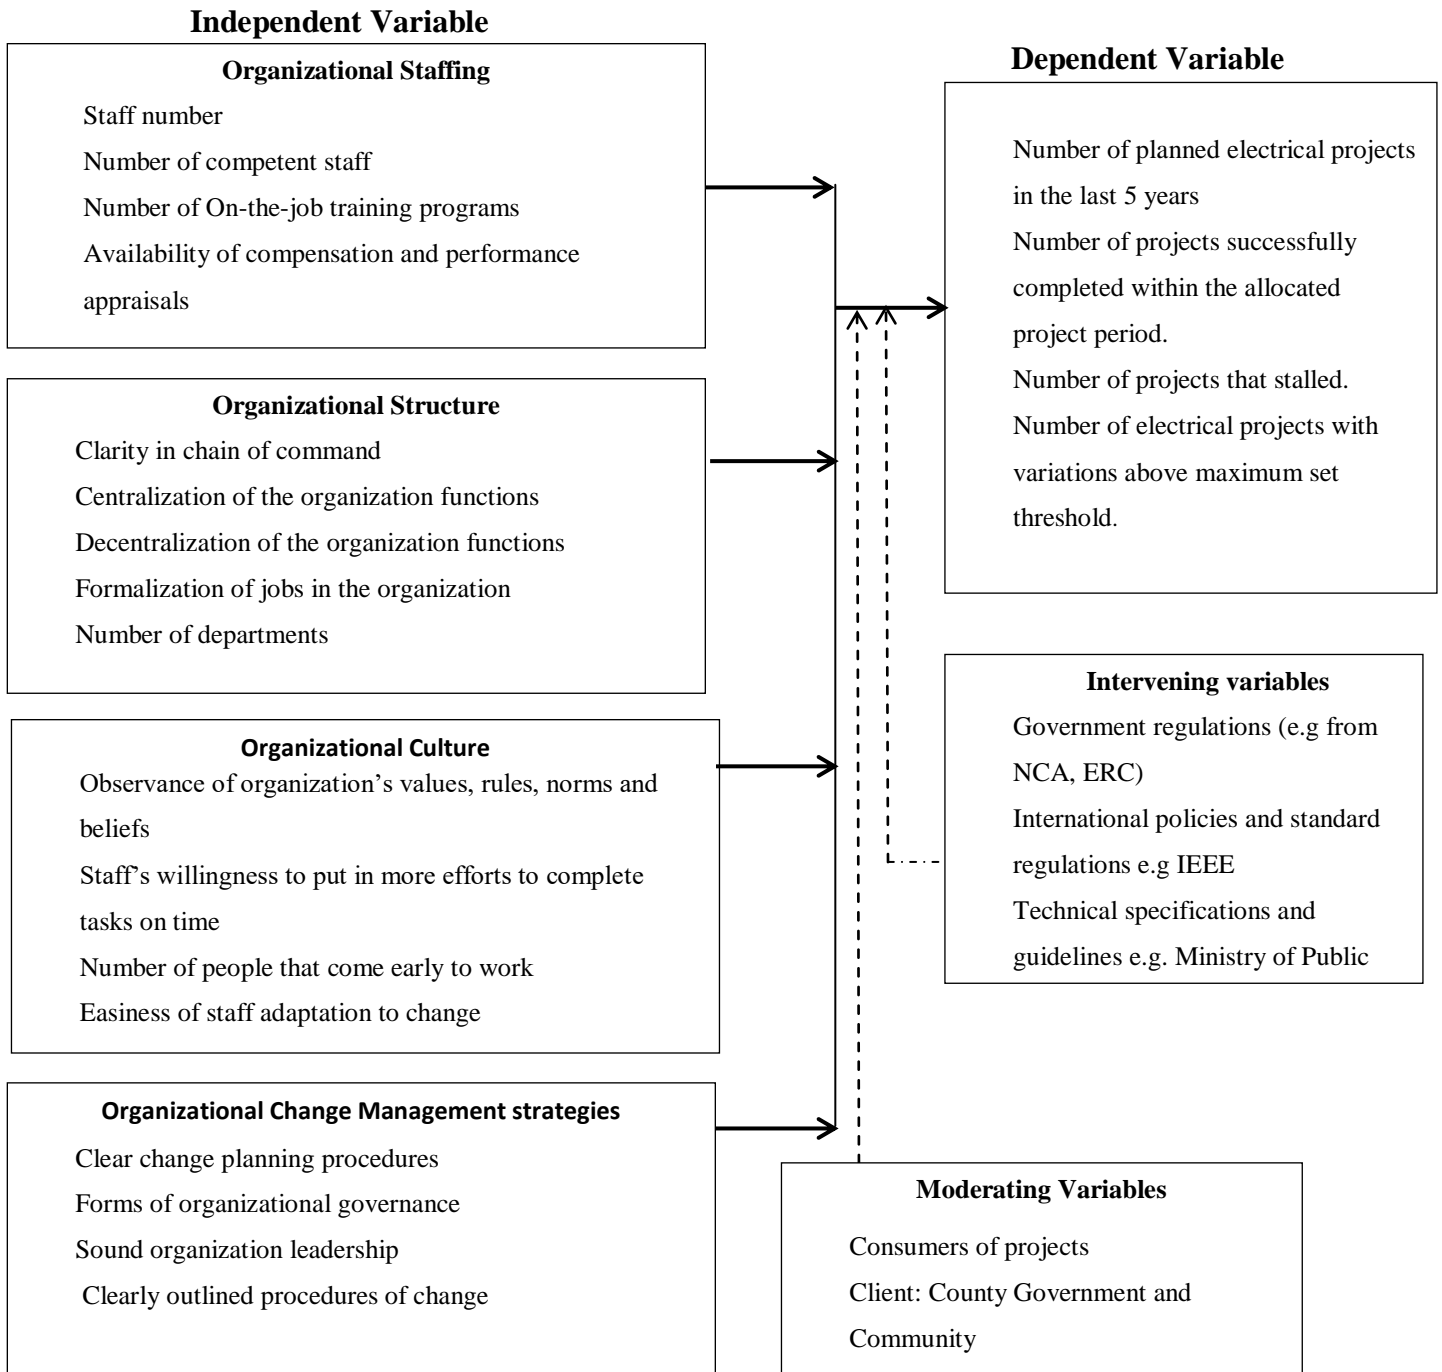 Independent Variable
Organizational Staffing
Staff number
Number of competent staff
Number of On-the-job training programs
Availability of compensation and performance
appraisals
Organizational Structure
Clarity in chain of command
Centralization of the organization functions
Decentralization of the organization functions
Formalization of jobs in the organization
Number of departments
Organizational Culture
Observance of organization’s values, rules, norms and
beliefs
Staff’s willingness to put in more efforts to complete
tasks on time
Number of people that come early to work
Easiness of staff adaptation to change
Organizational Change Management strategies
Clear change planning procedures
Forms of organizational governance
Sound organization leadership
Clearly outlined procedures of change
Dependent Variable
Number of planned electrical projects
in the last 5 years
Number of projects successfully
completed within the allocated
project period.
Number of projects that stalled.
Number of electrical projects with
variations above maximum set
threshold.
Intervening variables
Government regulations (e.g from
NCA, ERC)
International policies and standard
regulations e.g IEEE
Technical specifications and
guidelines e.g. Ministry of Public
Moderating Variables
Consumers of projects
Client: County Government and
Community